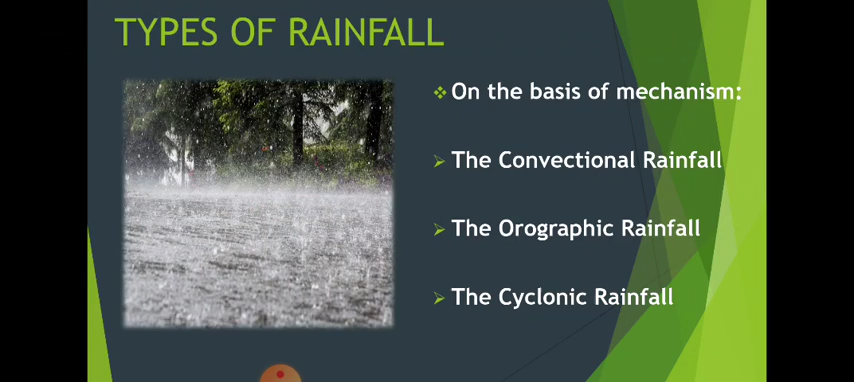 TYPES OF RAINFALL
On the basis of mechanism:
The Convectional Rainfall
The Orographic Rainfall
The Cyclonic Rainfall